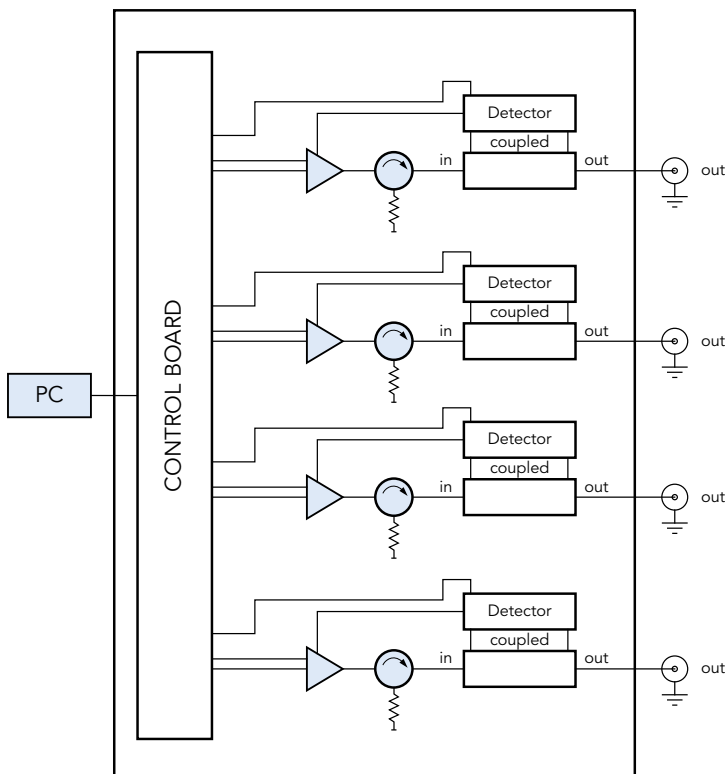 Detector
coupled
in
out
out
Detector
coupled
in
out
out
CONTROL BOARD
PC
Detector
coupled
in
out
out
Detector
coupled
in
out
out